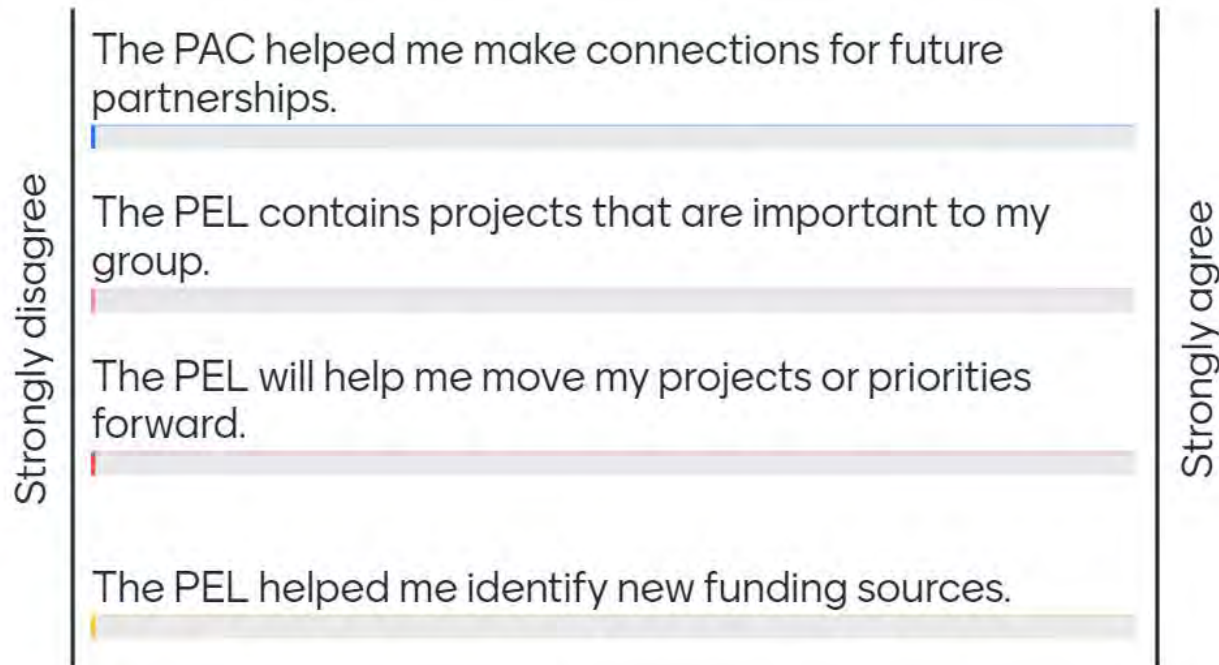 Strongly disagree
The PAC helped me make connections for future
partnerships.
The PEL contains projects that are important to my
group.
The PEL will help me move my projects or priorities
forward.
The PEL helped me identify new funding sources.
Strongly agree